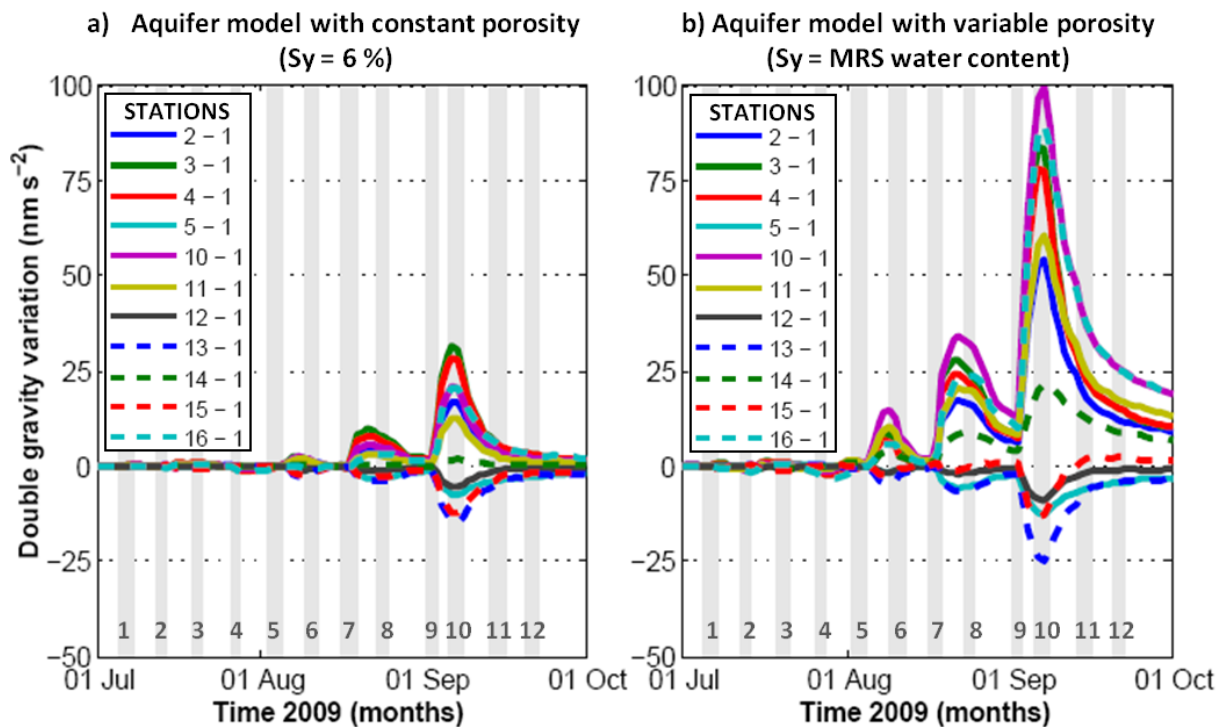 a) Aquifer model with constant porosity
(Sy = 6 %)
b) Aquifer model with variable porosity
(Sy = MRS water content)
Double gravity variation (nm s⁻²)
100
75
50
25
0
−25
−50
STATIONS
2 – 1
3 – 1
4 – 1
5 – 1
10 – 1
11 – 1
12 – 1
13 – 1
14 – 1
15 – 1
16 – 1
1 2 3 4 5 6 7 8 9 10 11 12
01 Jul 01 Aug 01 Sep 01 Oct
Time 2009 (months)
100
75
50
25
0
−25
−50
STATIONS
2 – 1
3 – 1
4 – 1
5 – 1
10 – 1
11 – 1
12 – 1
13 – 1
14 – 1
15 – 1
16 – 1
1 2 3 4 5 6 7 8 9 10 11 12
01 Jul 01 Aug 01 Sep 01 Oct
Time 2009 (months)